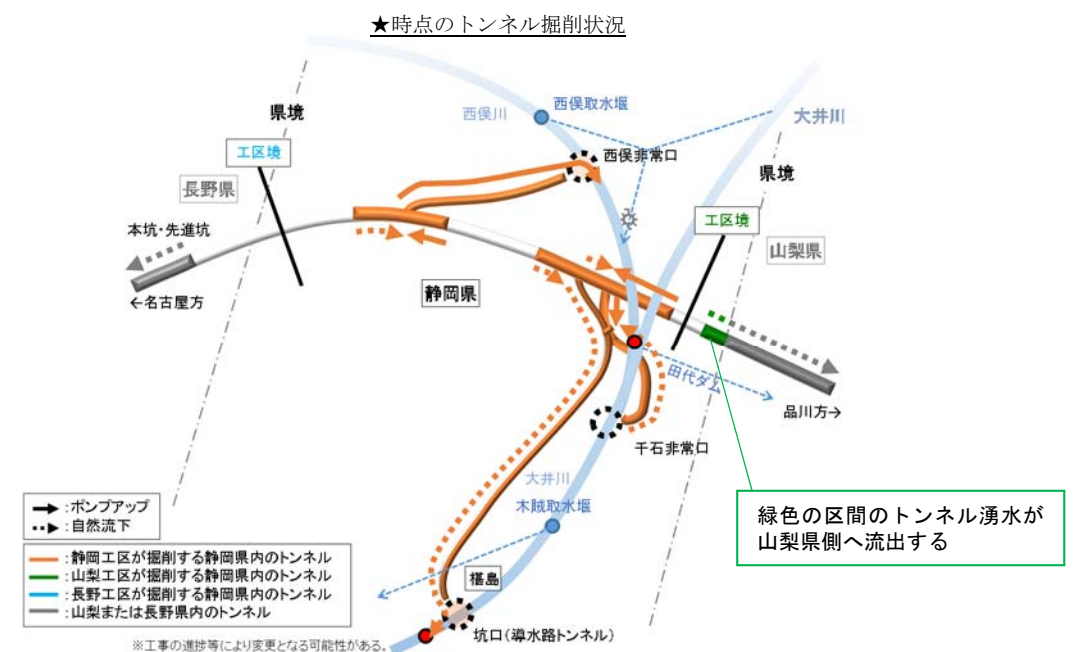 ★時点のトンネル掘削状況
県境
西俣川
西俣取水堰
大井川
工区境
西俣非常口
県境
長野県
工区境
山梨県
本坑・先進坑
←名古屋方
静岡県
田代ダム
品川方→
千石非常口
大井川
木賊取水堰
:ポンプアップ
:自然流下
緑色の区間のトンネル湧水が
山梨県側へ流出する
:静岡工区が掘削する静岡県内のトンネル
:山梨工区が掘削する静岡県内のトンネル
:長野工区が掘削する静岡県内のトンネル
:山梨または長野県内のトンネル
椹島
坑口(導水路トンネル)
※工事の進捗等により変更となる可能性がある。